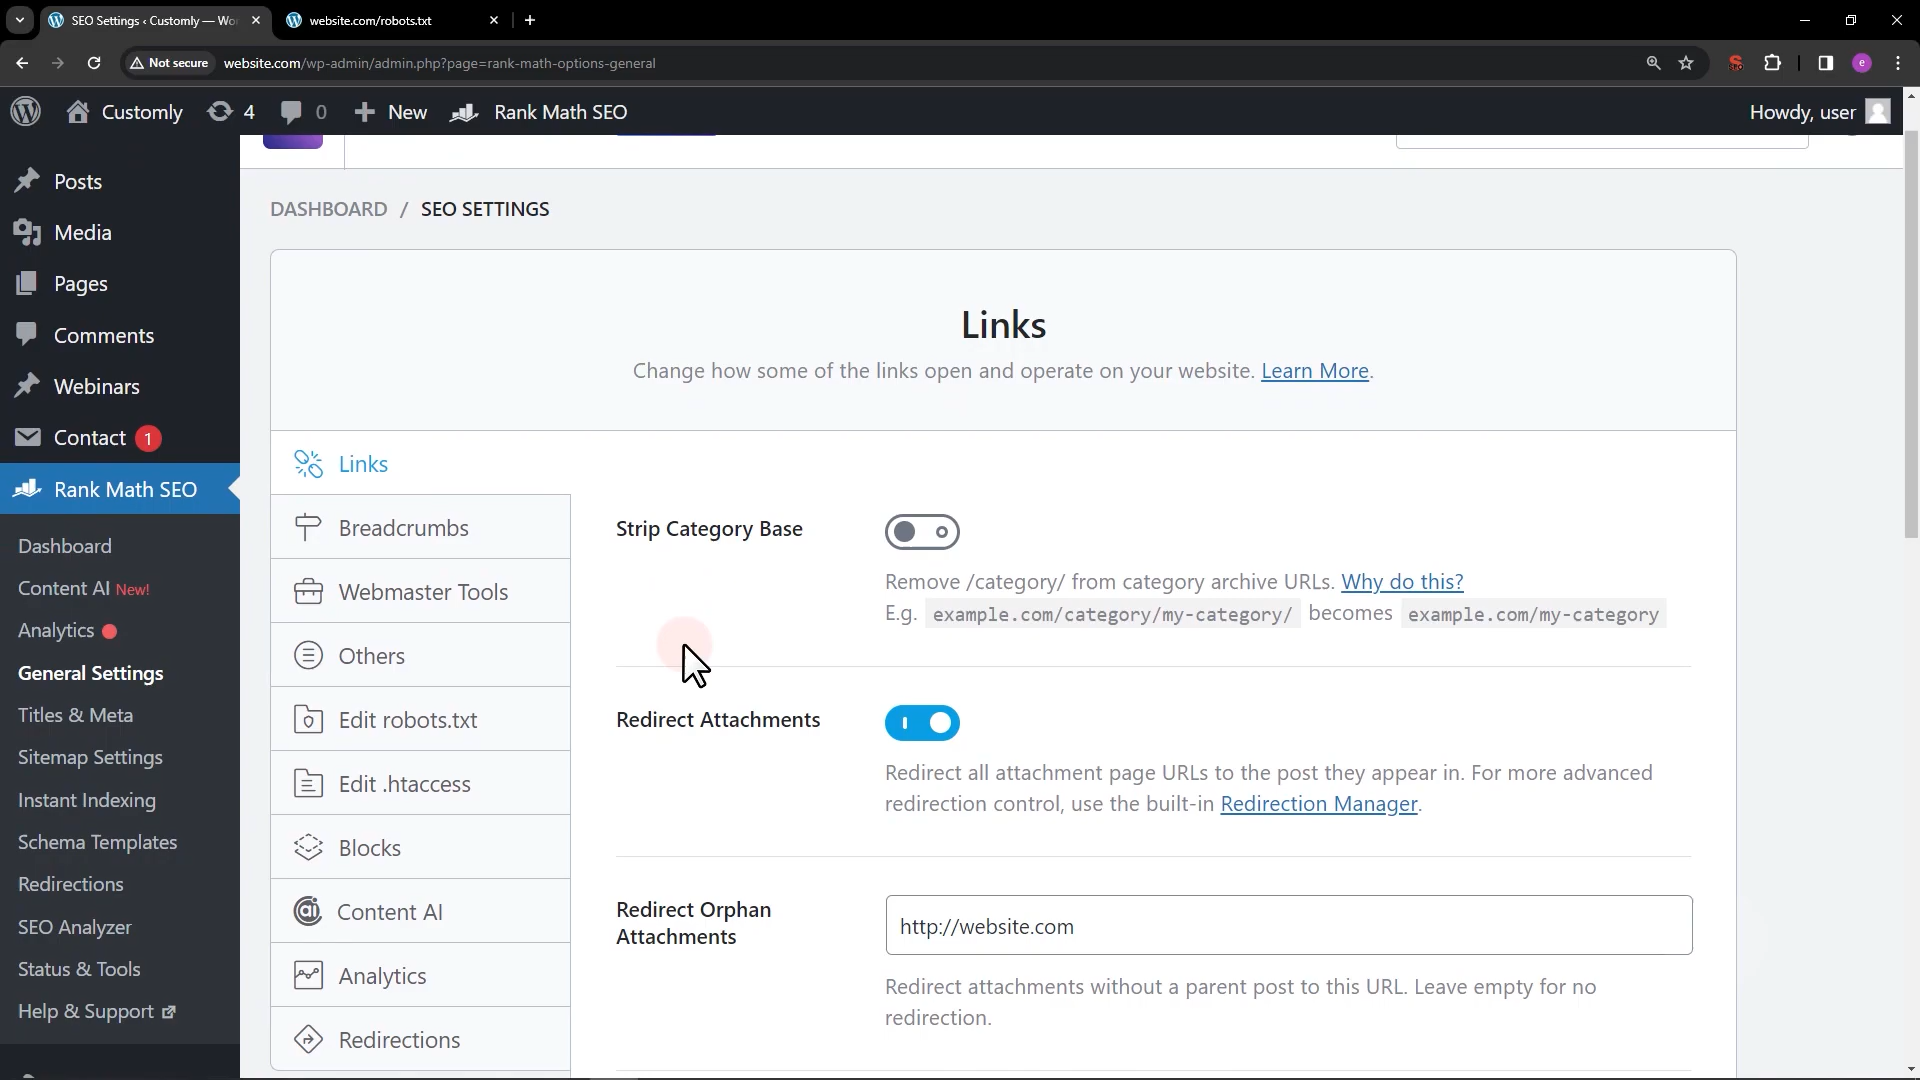 SEO Settings ‹ Customly — Wo
website.com/robots.txt
Not secure
website.com/wp-admin/admin.php?page=rank-math-options-general
e
Customly
4
0
New
Rank Math SEO
Howdy, user
Posts
Media
Pages
Comments
Webinars
Contact 1
Rank Math SEO
Dashboard
Content AI New!
Analytics
General Settings
Titles & Meta
Sitemap Settings
Instant Indexing
Schema Templates
Redirections
SEO Analyzer
Status & Tools
Help & Support
DASHBOARD / SEO SETTINGS
Links
Change how some of the links open and operate on your website. Learn More.
Links
Breadcrumbs
Webmaster Tools
Others
Edit robots.txt
Edit .htaccess
Blocks
Content AI
Analytics
Redirections
Strip Category Base
Remove /category/ from category archive URLs. Why do this?
E.g. example.com/category/my-category/ becomes example.com/my-category
Redirect Attachments
Redirect all attachment page URLs to the post they appear in. For more advanced
redirection control, use the built-in Redirection Manager.
Redirect Orphan
Attachments
http://website.com
Redirect attachments without a parent post to this URL. Leave empty for no
redirection.